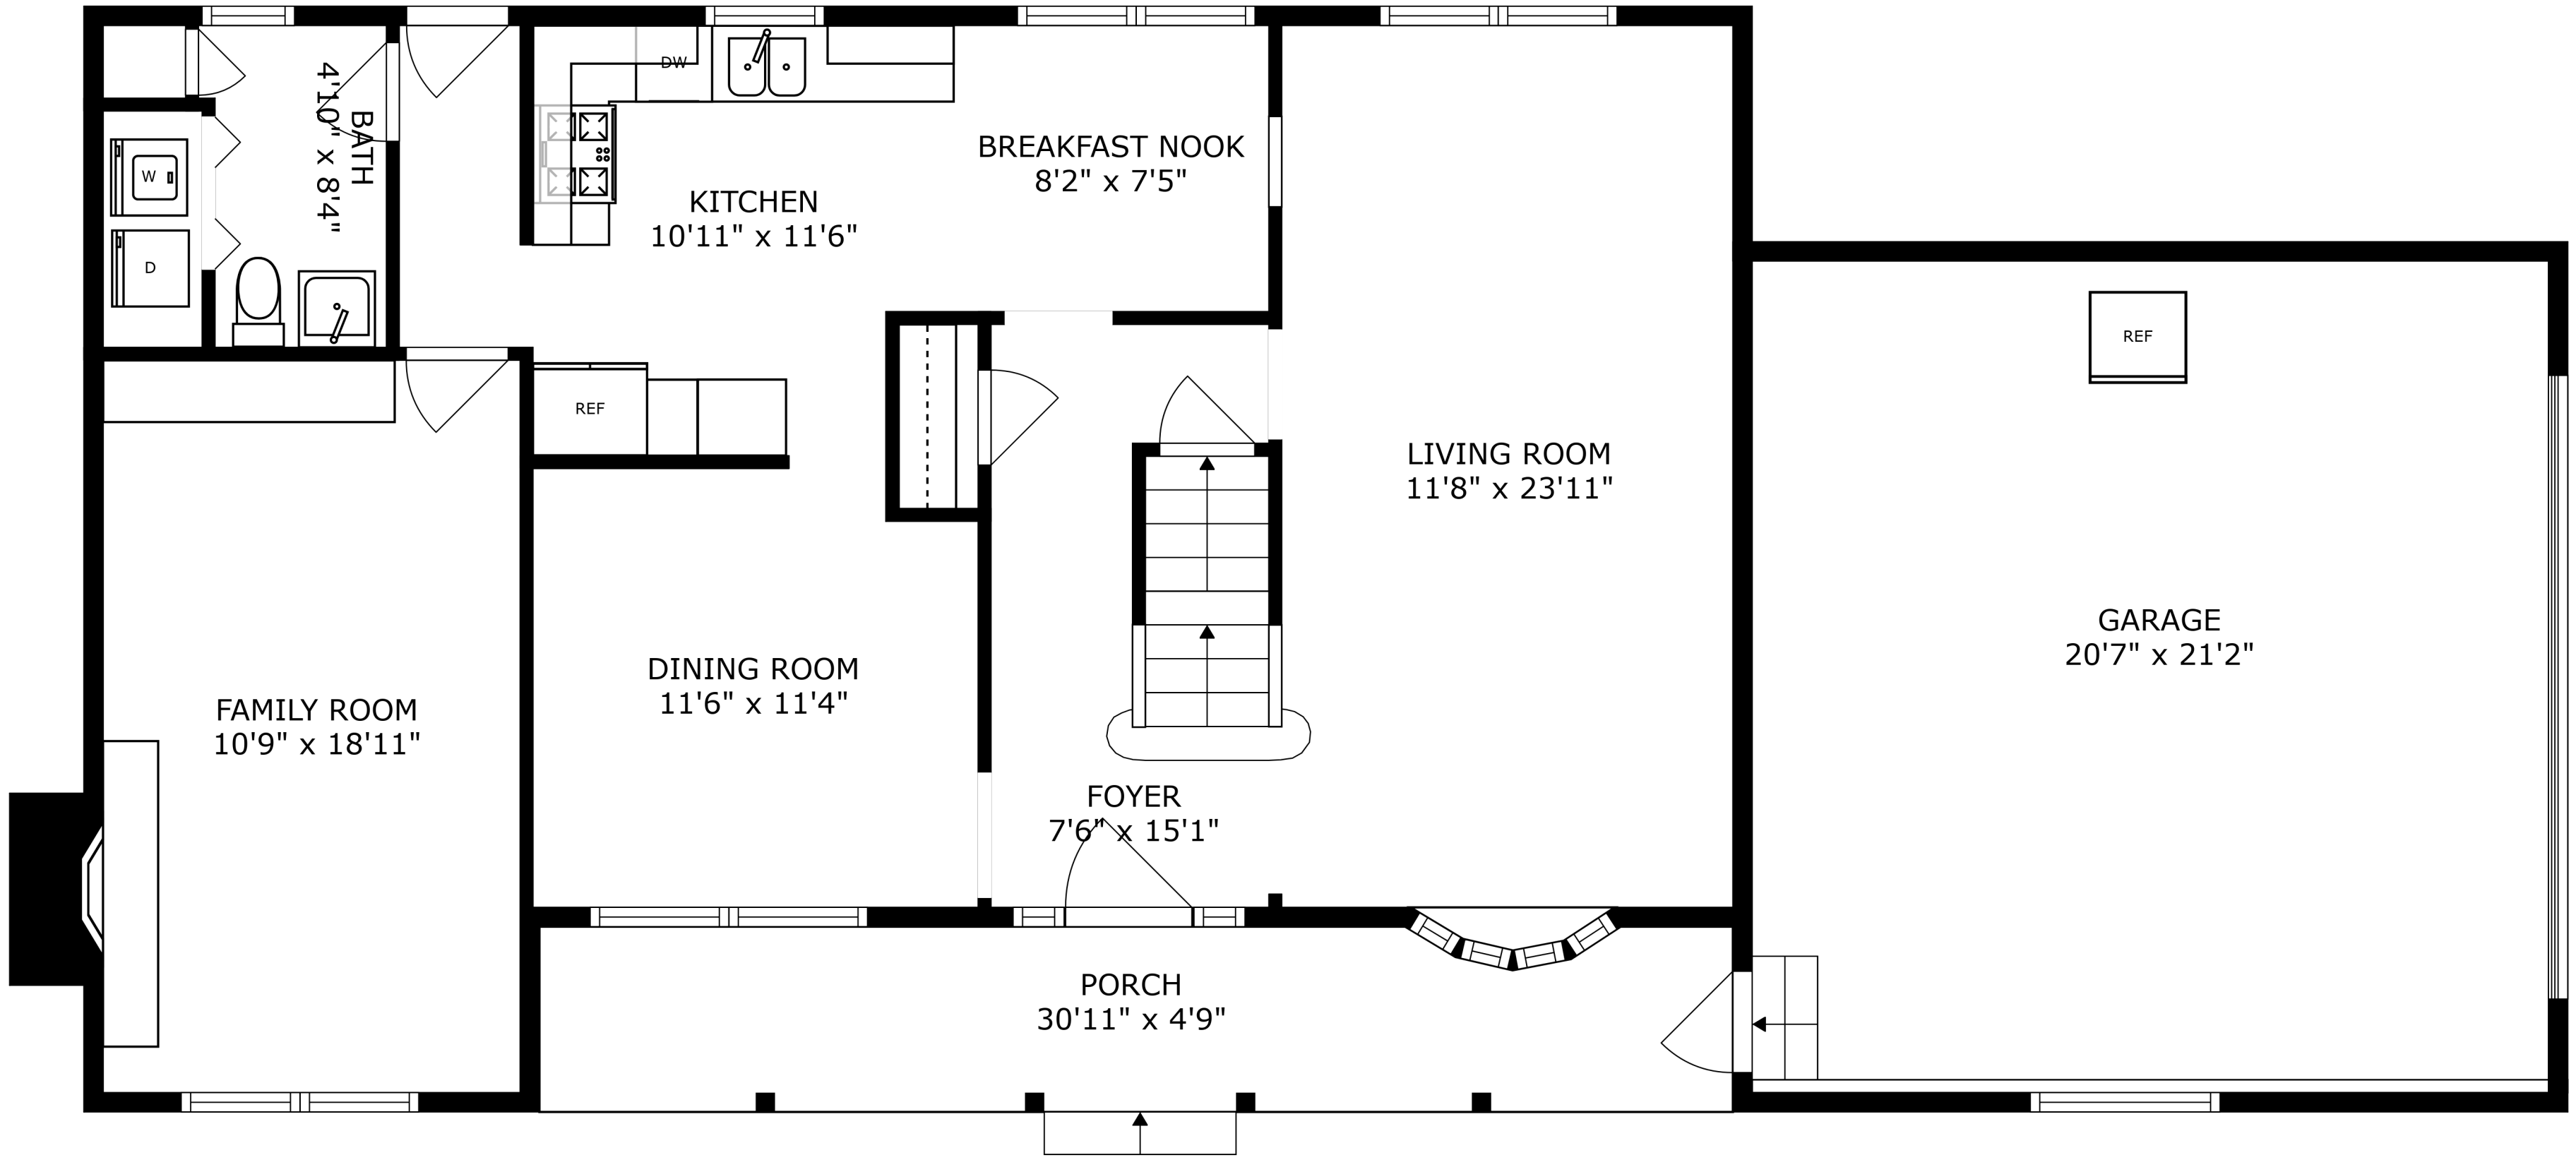 BATH
4'10" x 8'4"
W
D
DW
KITCHEN
10'11" x 11'6"
BREAKFAST NOOK
8'2" x 7'5"
REF
REF
LIVING ROOM
11'8" x 23'11"
GARAGE
20'7" x 21'2"
DINING ROOM
11'6" x 11'4"
FAMILY ROOM
10'9" x 18'11"
FOYER
7'6" x 15'1"
PORCH
30'11" x 4'9"